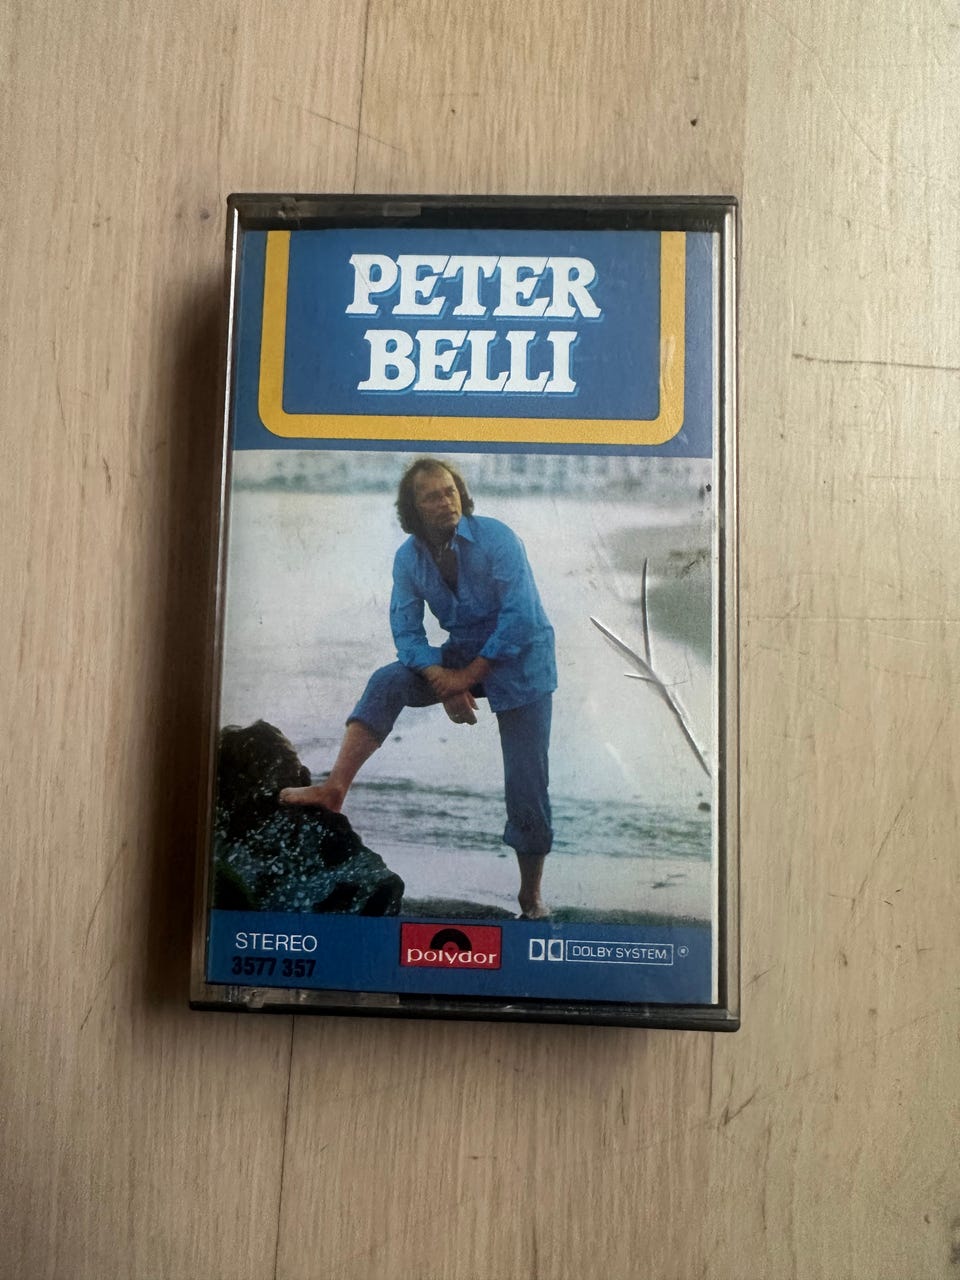 PETER
BELLI
STEREO
3577 357
polydor
DOLBY SYSTEM